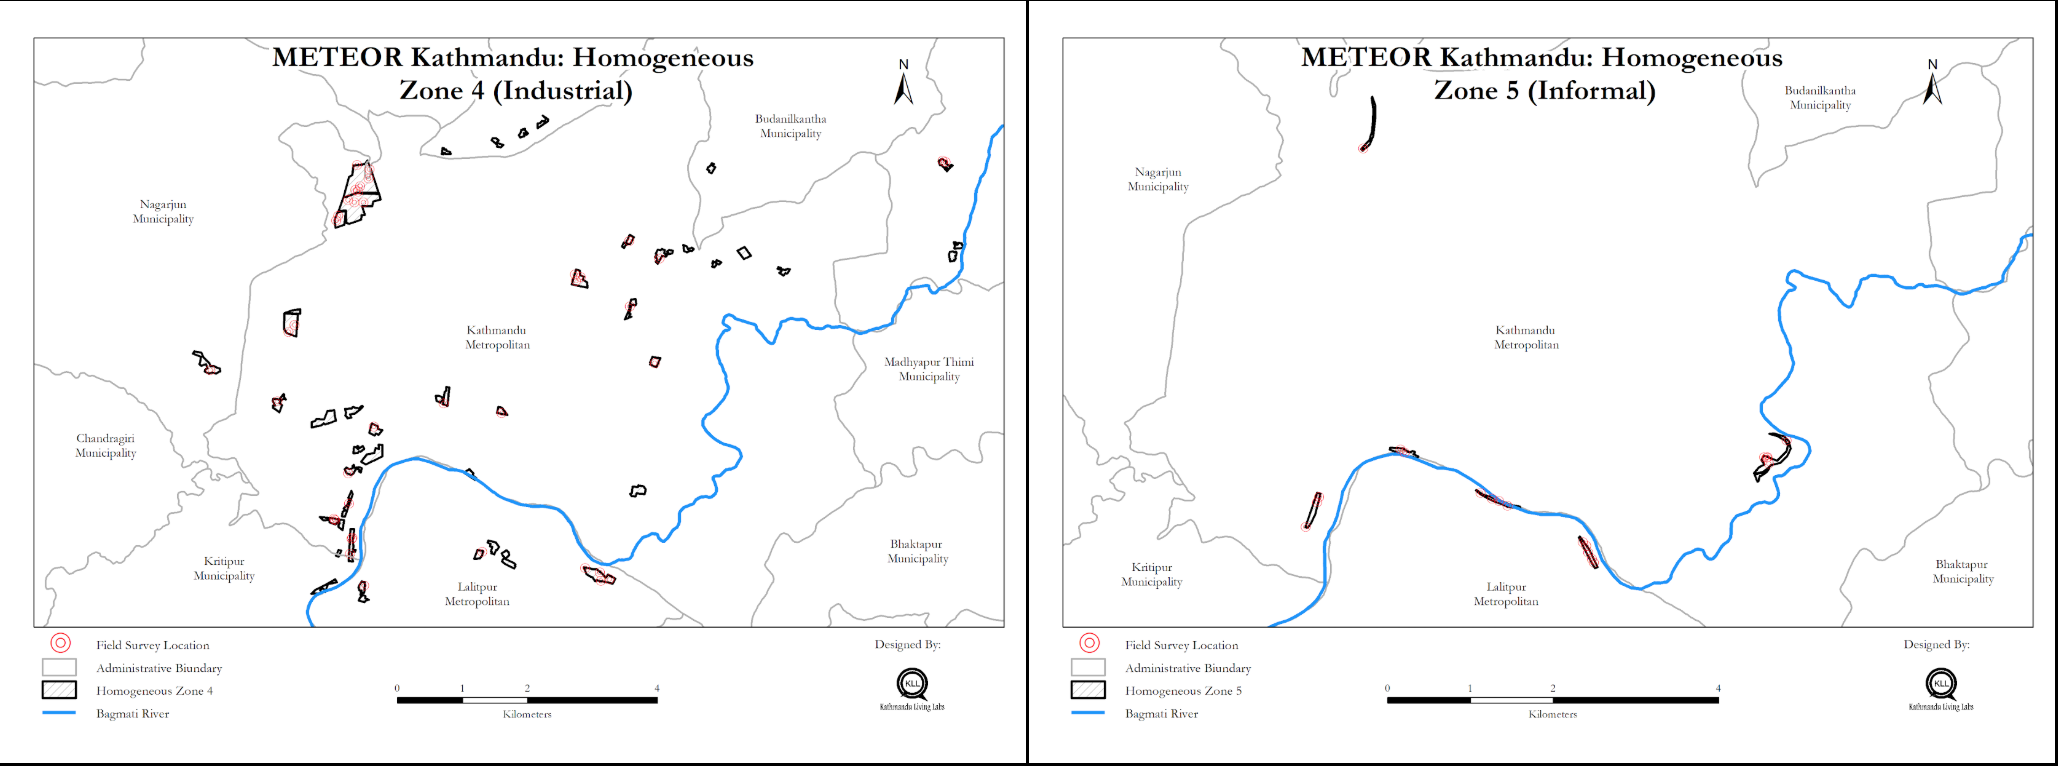 METEOR Kathmandu: Homogeneous
Zone 4 (Industrial)
N
Budanilkantha
Municipality
Nagarjun
Municipality
Kathmandu
Metropolitan
Madhyapur Thimi
Municipality
Chandragiri
Municipality
Kritipur
Municipality
Lalitpur
Metropolitan
Bhaktapur
Municipality
Field Survey Location
Administrative Biundary
Homogeneous Zone 4
Bagmati River
0 1 2 4
Kilometers
Designed By:
KLL
Kathmandu Living Labs
METEOR Kathmandu: Homogeneous
Zone 5 (Informal)
N
Budanilkantha
Municipality
Nagarjun
Municipality
Kathmandu
Metropolitan
Kritipur
Municipality
Lalitpur
Metropolitan
Bhaktapur
Municipality
Field Survey Location
Administrative Biundary
Homogeneous Zone 5
Bagmati River
0 1 2 4
Kilometers
Designed By:
KLL
Kathmandu Living Labs